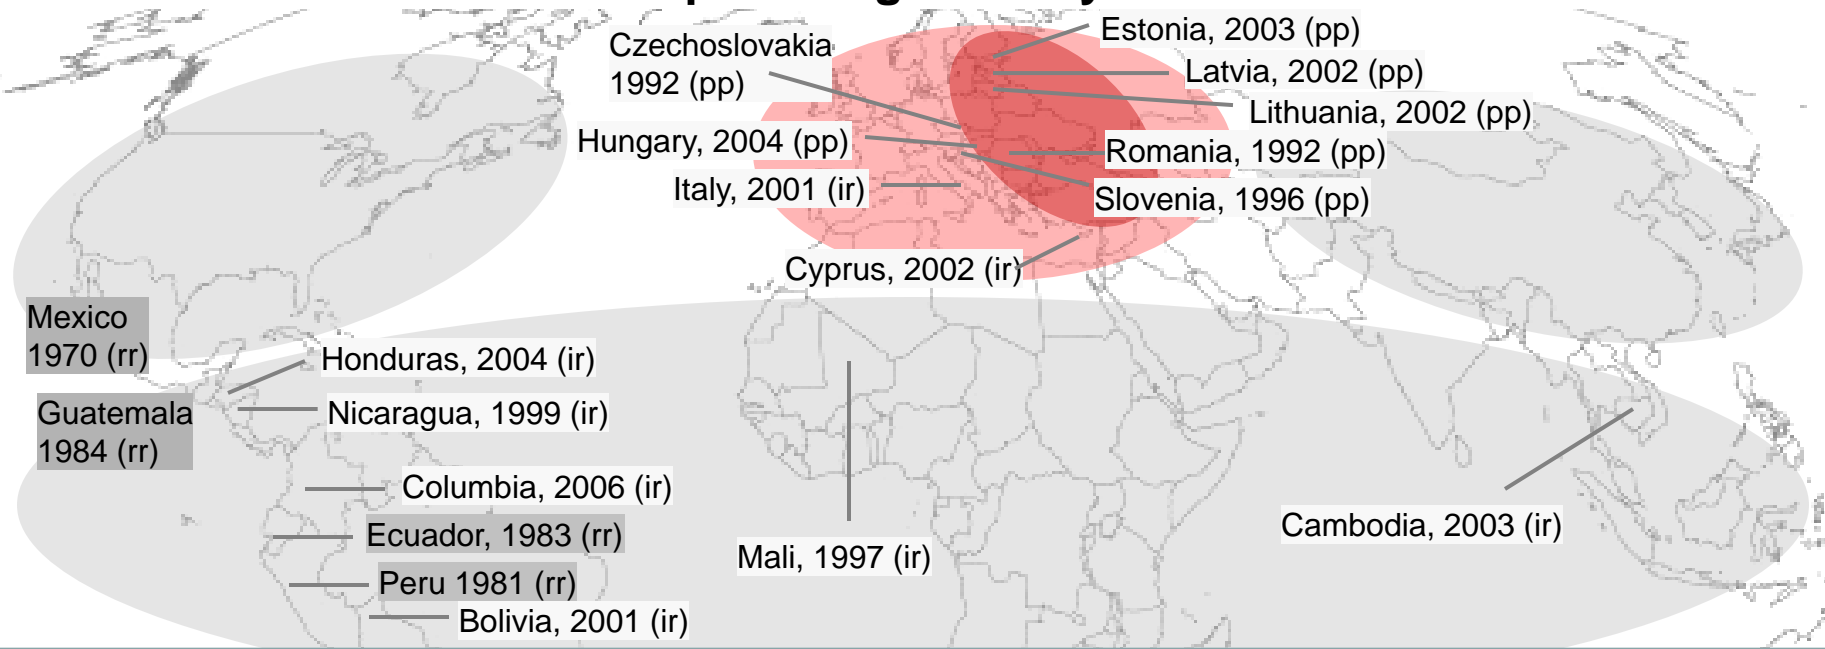 Estonia, 2003 (pp)
Czechoslovakia
1992 (pp)
Latvia, 2002 (pp)
Lithuania, 2002 (pp)
Hungary, 2004 (pp)
Romania, 1992 (pp)
Italy, 2001 (ir)
Slovenia, 1996 (pp)
Cyprus, 2002 (ir)
Mexico
1970 (rr)
Honduras, 2004 (ir)
Guatemala
1984 (rr)
Nicaragua, 1999 (ir)
Columbia, 2006 (ir)
Ecuador, 1983 (rr)
Mali, 1997 (ir)
Cambodia, 2003 (ir)
Peru 1981 (rr)
Bolivia, 2001 (ir)